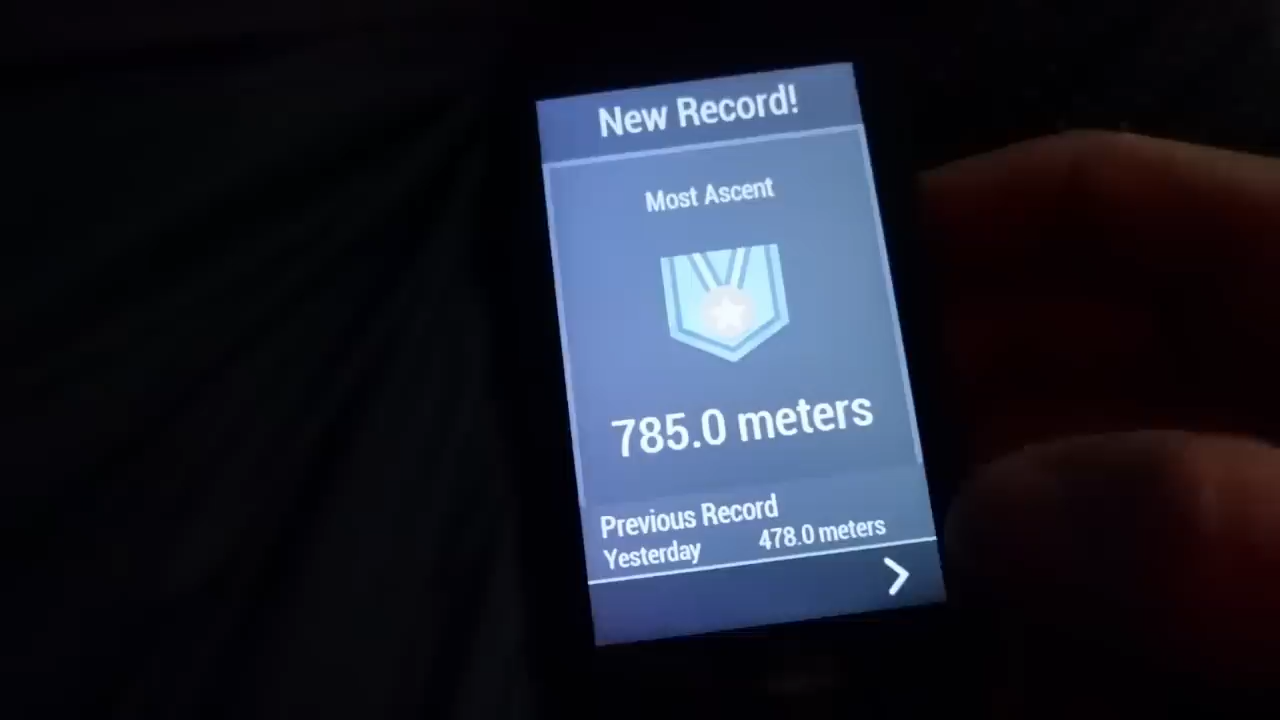 New Record!
Most Ascent
785.0 meters
Previous Record
Yesterday 478.0 meters